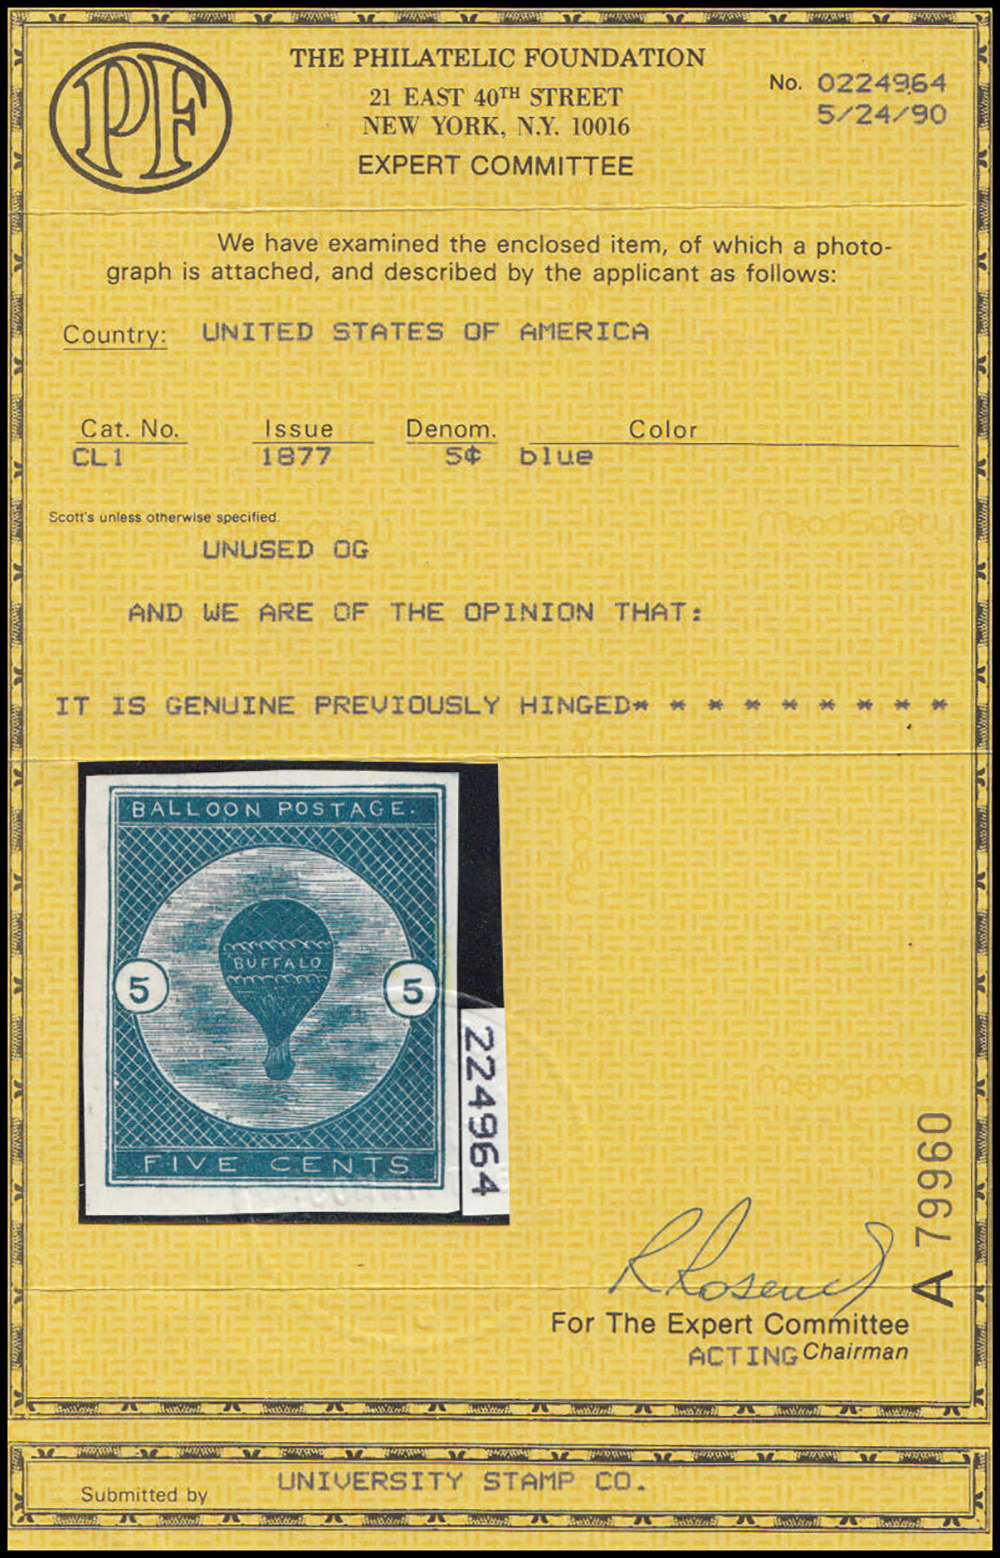 PF
THE PHILATELIC FOUNDATION
21 EAST 40TH STREET
NEW YORK, N.Y. 10016
EXPERT COMMITTEE
No. 0224964
5/24/90
We have examined the enclosed item, of which a photo-
graph is attached, and described by the applicant as follows:
Country: UNITED STATES OF AMERICA
Cat. No. Issue Denom. Color
CL1 1877 5¢ blue
Scott's unless otherwise specified.
MeadSafety
UNUSED OG
AND WE ARE OF THE OPINION THAT:
IT IS GENUINE PREVIOUSLY HINGED* * * * * * * * *
BALLOON POSTAGE.
BUFFALO
5 5
FIVE CENTS
224964
A 79960
For The Expert Committee
ACTING Chairman
Submitted by UNIVERSITY STAMP CO.